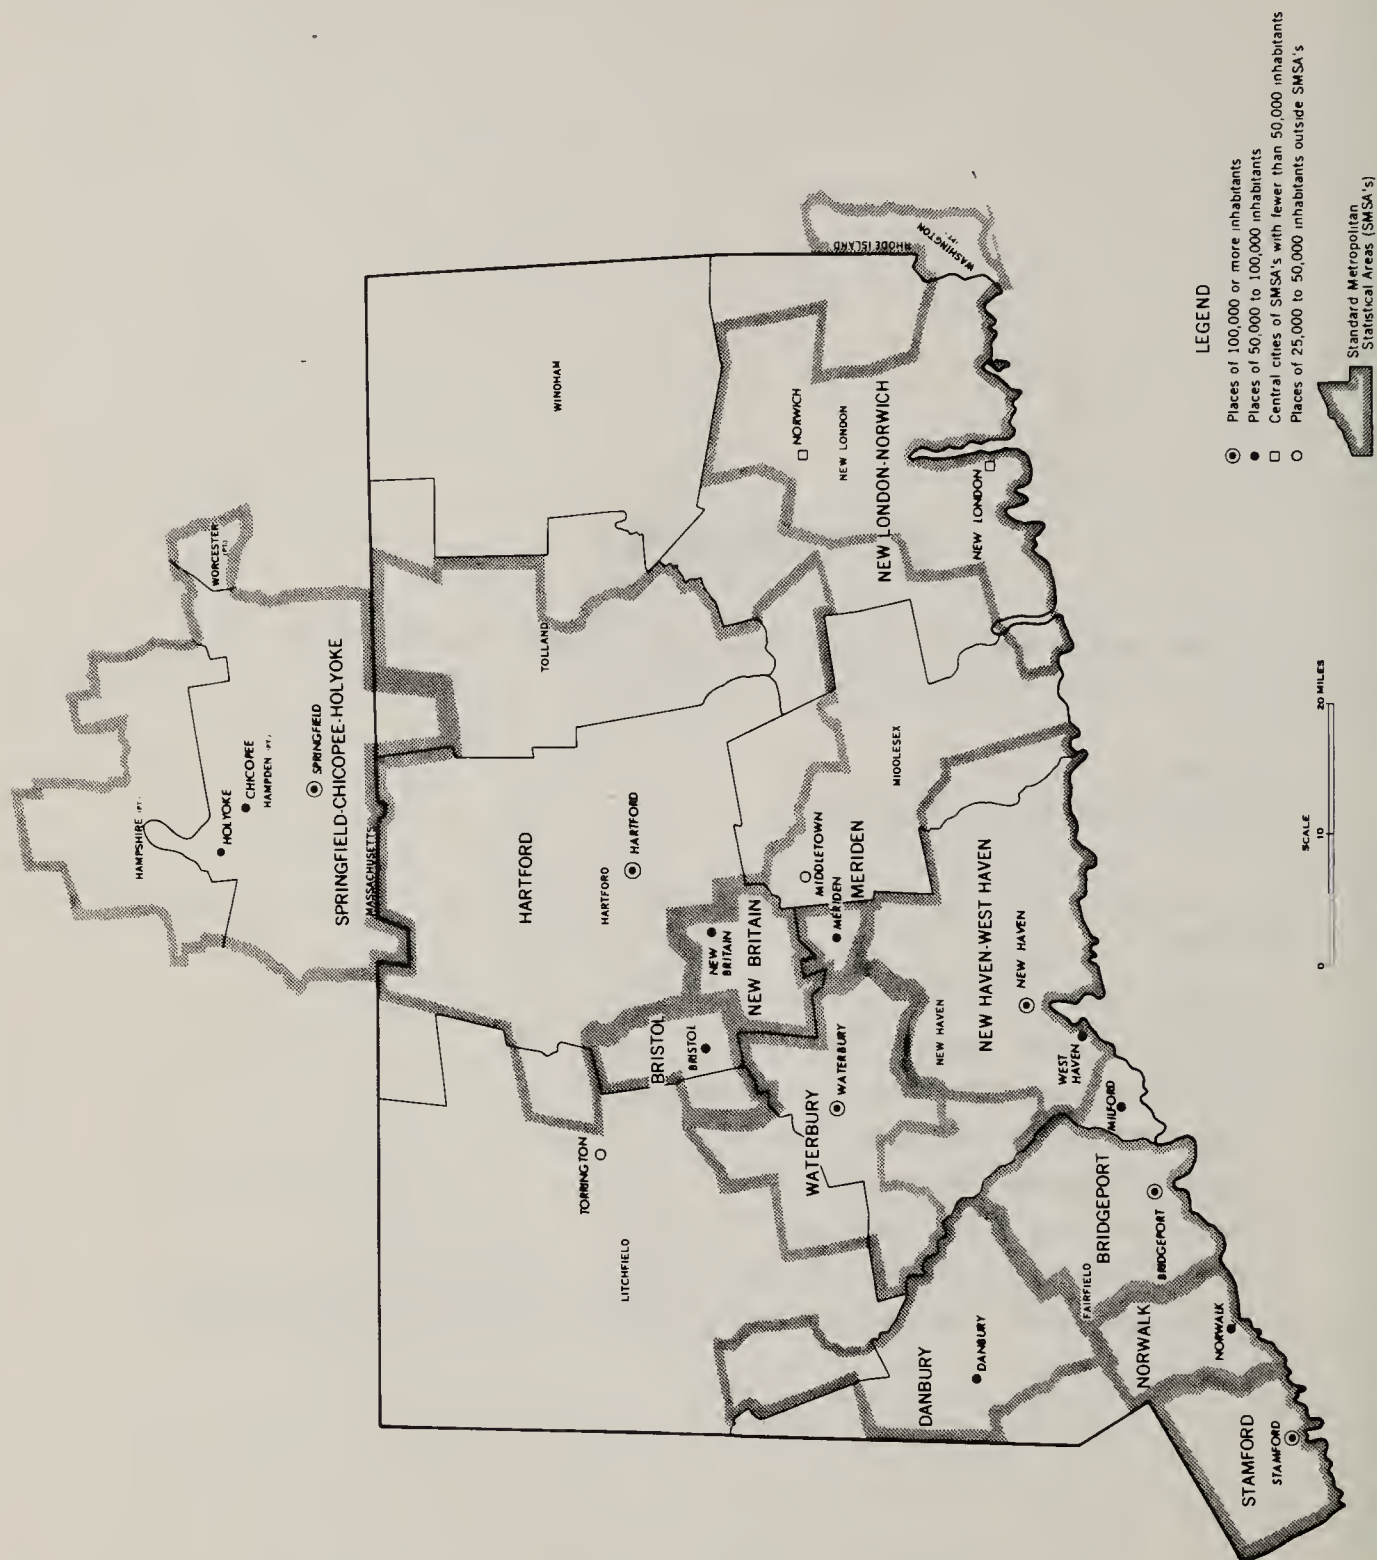 HAMPSHIRE (PT.)
HOLYOKE
CHICOPEE
HAMPDEN (PT.)
SPRINGFIELD
SPRINGFIELD-CHICOPEE-HOLYOKE
WORCESTER
(PT.)
MASSACHUSETTS
HARTFORD
HARTFORD
HARTFORD
TOLLAND
WINDHAM
RHODE ISLAND
WASHINGTON
(PT.)
LITCHFIELD
TORRINGTON
BRISTOL
BRISTOL
NEW
BRITAIN
NEW BRITAIN
MIDDLETOWN
MERIDEN
MERIDEN
MIDDLESEX
NORWICH
NEW LONDON
NEW LONDON-NORWICH
NEW LONDON
WATERBURY
WATERBURY
NEW HAVEN
NEW HAVEN-WEST HAVEN
NEW HAVEN
WEST
HAVEN
MILFORD
DANBURY
DANBURY
FAIRFIELD
BRIDGEPORT
BRIDGEPORT
NORWALK
NORWALK
STAMFORD
STAMFORD
SCALE
0 10 20 MILES
LEGEND
Places of 100,000 or more inhabitants
Places of 50,000 to 100,000 inhabitants
Central cities of SMSA's with fewer than 50,000 inhabitants
Places of 25,000 to 50,000 inhabitants outside SMSA's
Standard Metropolitan
Statistical Areas (SMSA's)